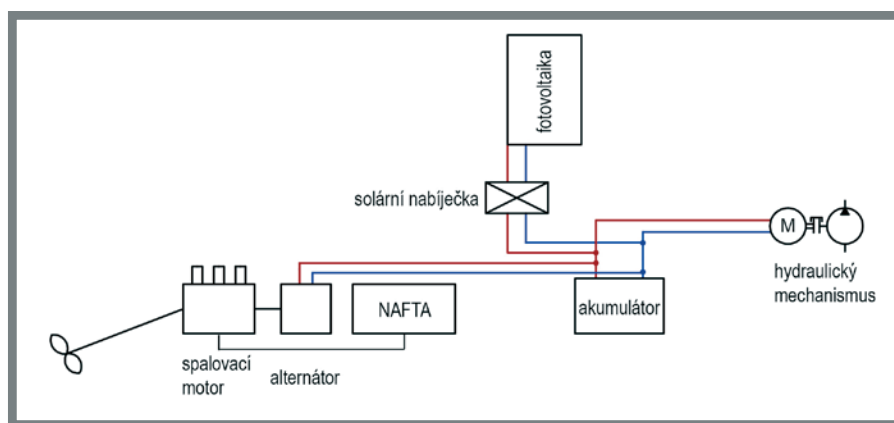 fotovoltaika
solární nabíječka
M
hydraulický
mechanismus
akumulátor
NAFTA
spalovací
motor
alternátor